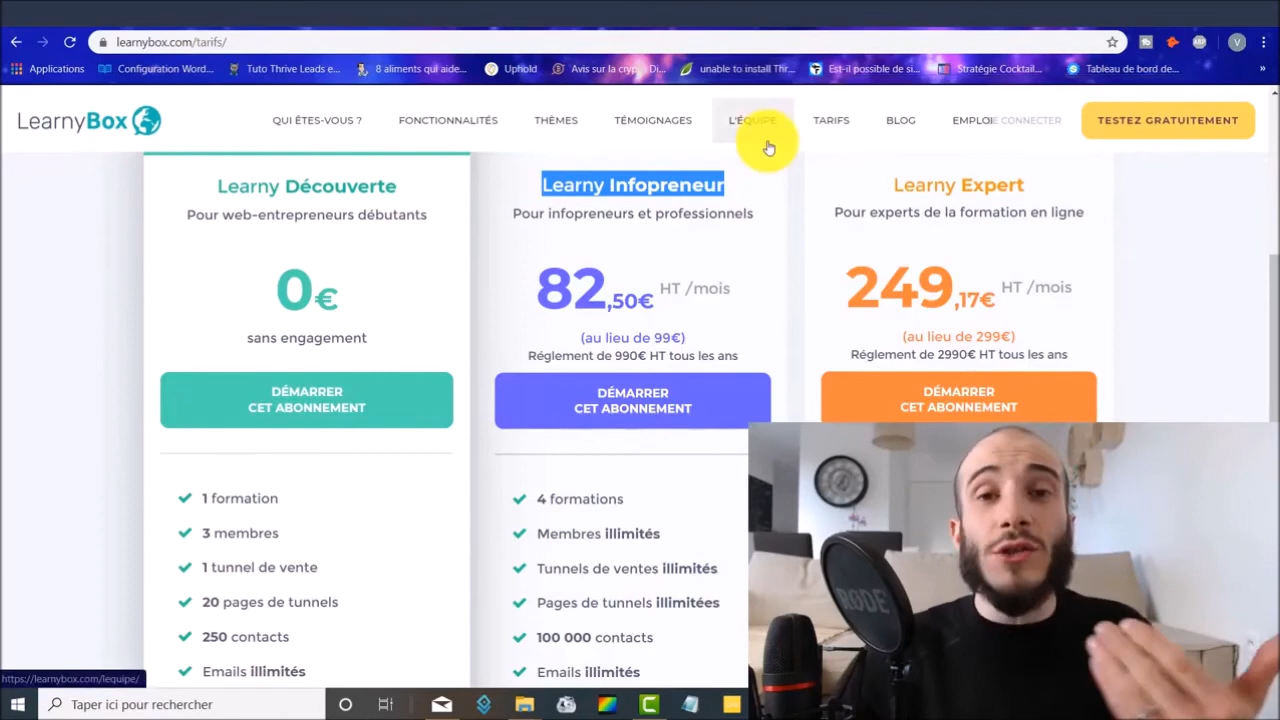 learnybox.com/tarifs/
V
Applications
Configuration Word...
Tuto Thrive Leads e...
8 aliments qui aide...
Uphold
Avis sur la crypto Di...
unable to install Thr...
Est-il possible de si...
Stratégie Cocktail...
Tableau de bord de...
»
LearnyBox
QUI ÊTES-VOUS ?
FONCTIONNALITÉS
THÈMES
TÉMOIGNAGES
L'ÉQUIPE
TARIFS
BLOG
EMPLOI
CONNECTER
TESTEZ GRATUITEMENT
Learny Découverte
Pour web-entrepreneurs débutants
0€
sans engagement
DÉMARRER
CET ABONNEMENT
1 formation
3 membres
1 tunnel de vente
20 pages de tunnels
250 contacts
Emails illimités
Learny Infopreneur
Pour infopreneurs et professionnels
82,50€ HT /mois
(au lieu de 99€)
Réglement de 990€ HT tous les ans
DÉMARRER
CET ABONNEMENT
4 formations
Membres illimités
Tunnels de ventes illimités
Pages de tunnels illimitées
100 000 contacts
Emails illimités
Learny Expert
Pour experts de la formation en ligne
249,17€ HT /mois
(au lieu de 299€)
Réglement de 2990€ HT tous les ans
DÉMARRER
CET ABONNEMENT
RODE
https://learnybox.com/lequipe/
Taper ici pour rechercher